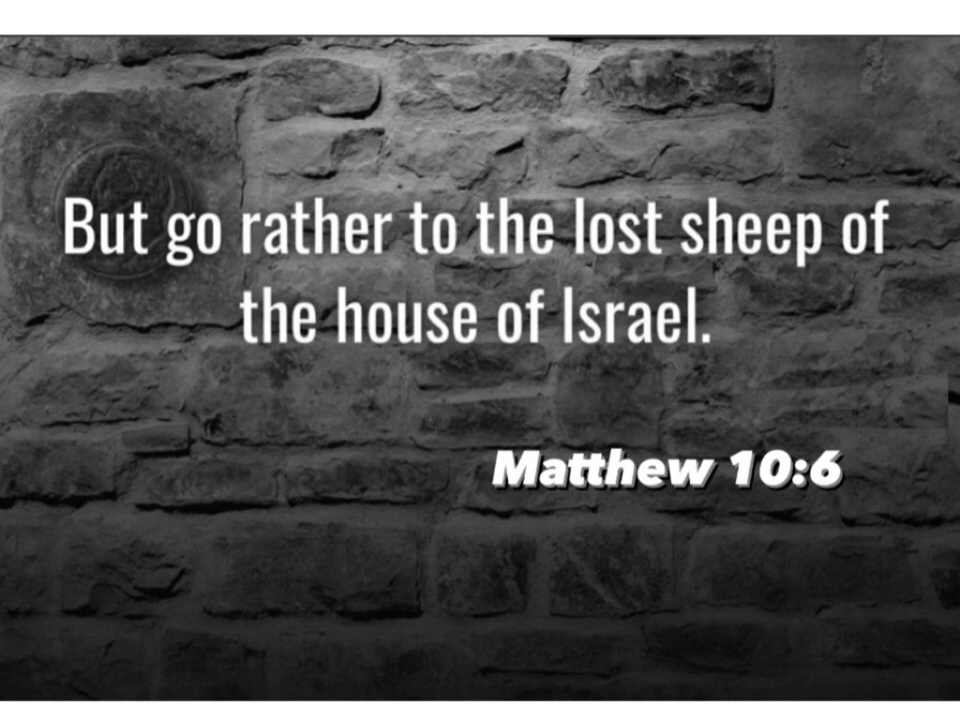 But go rather to the lost sheep of
the house of Israel.
Matthew 10:6